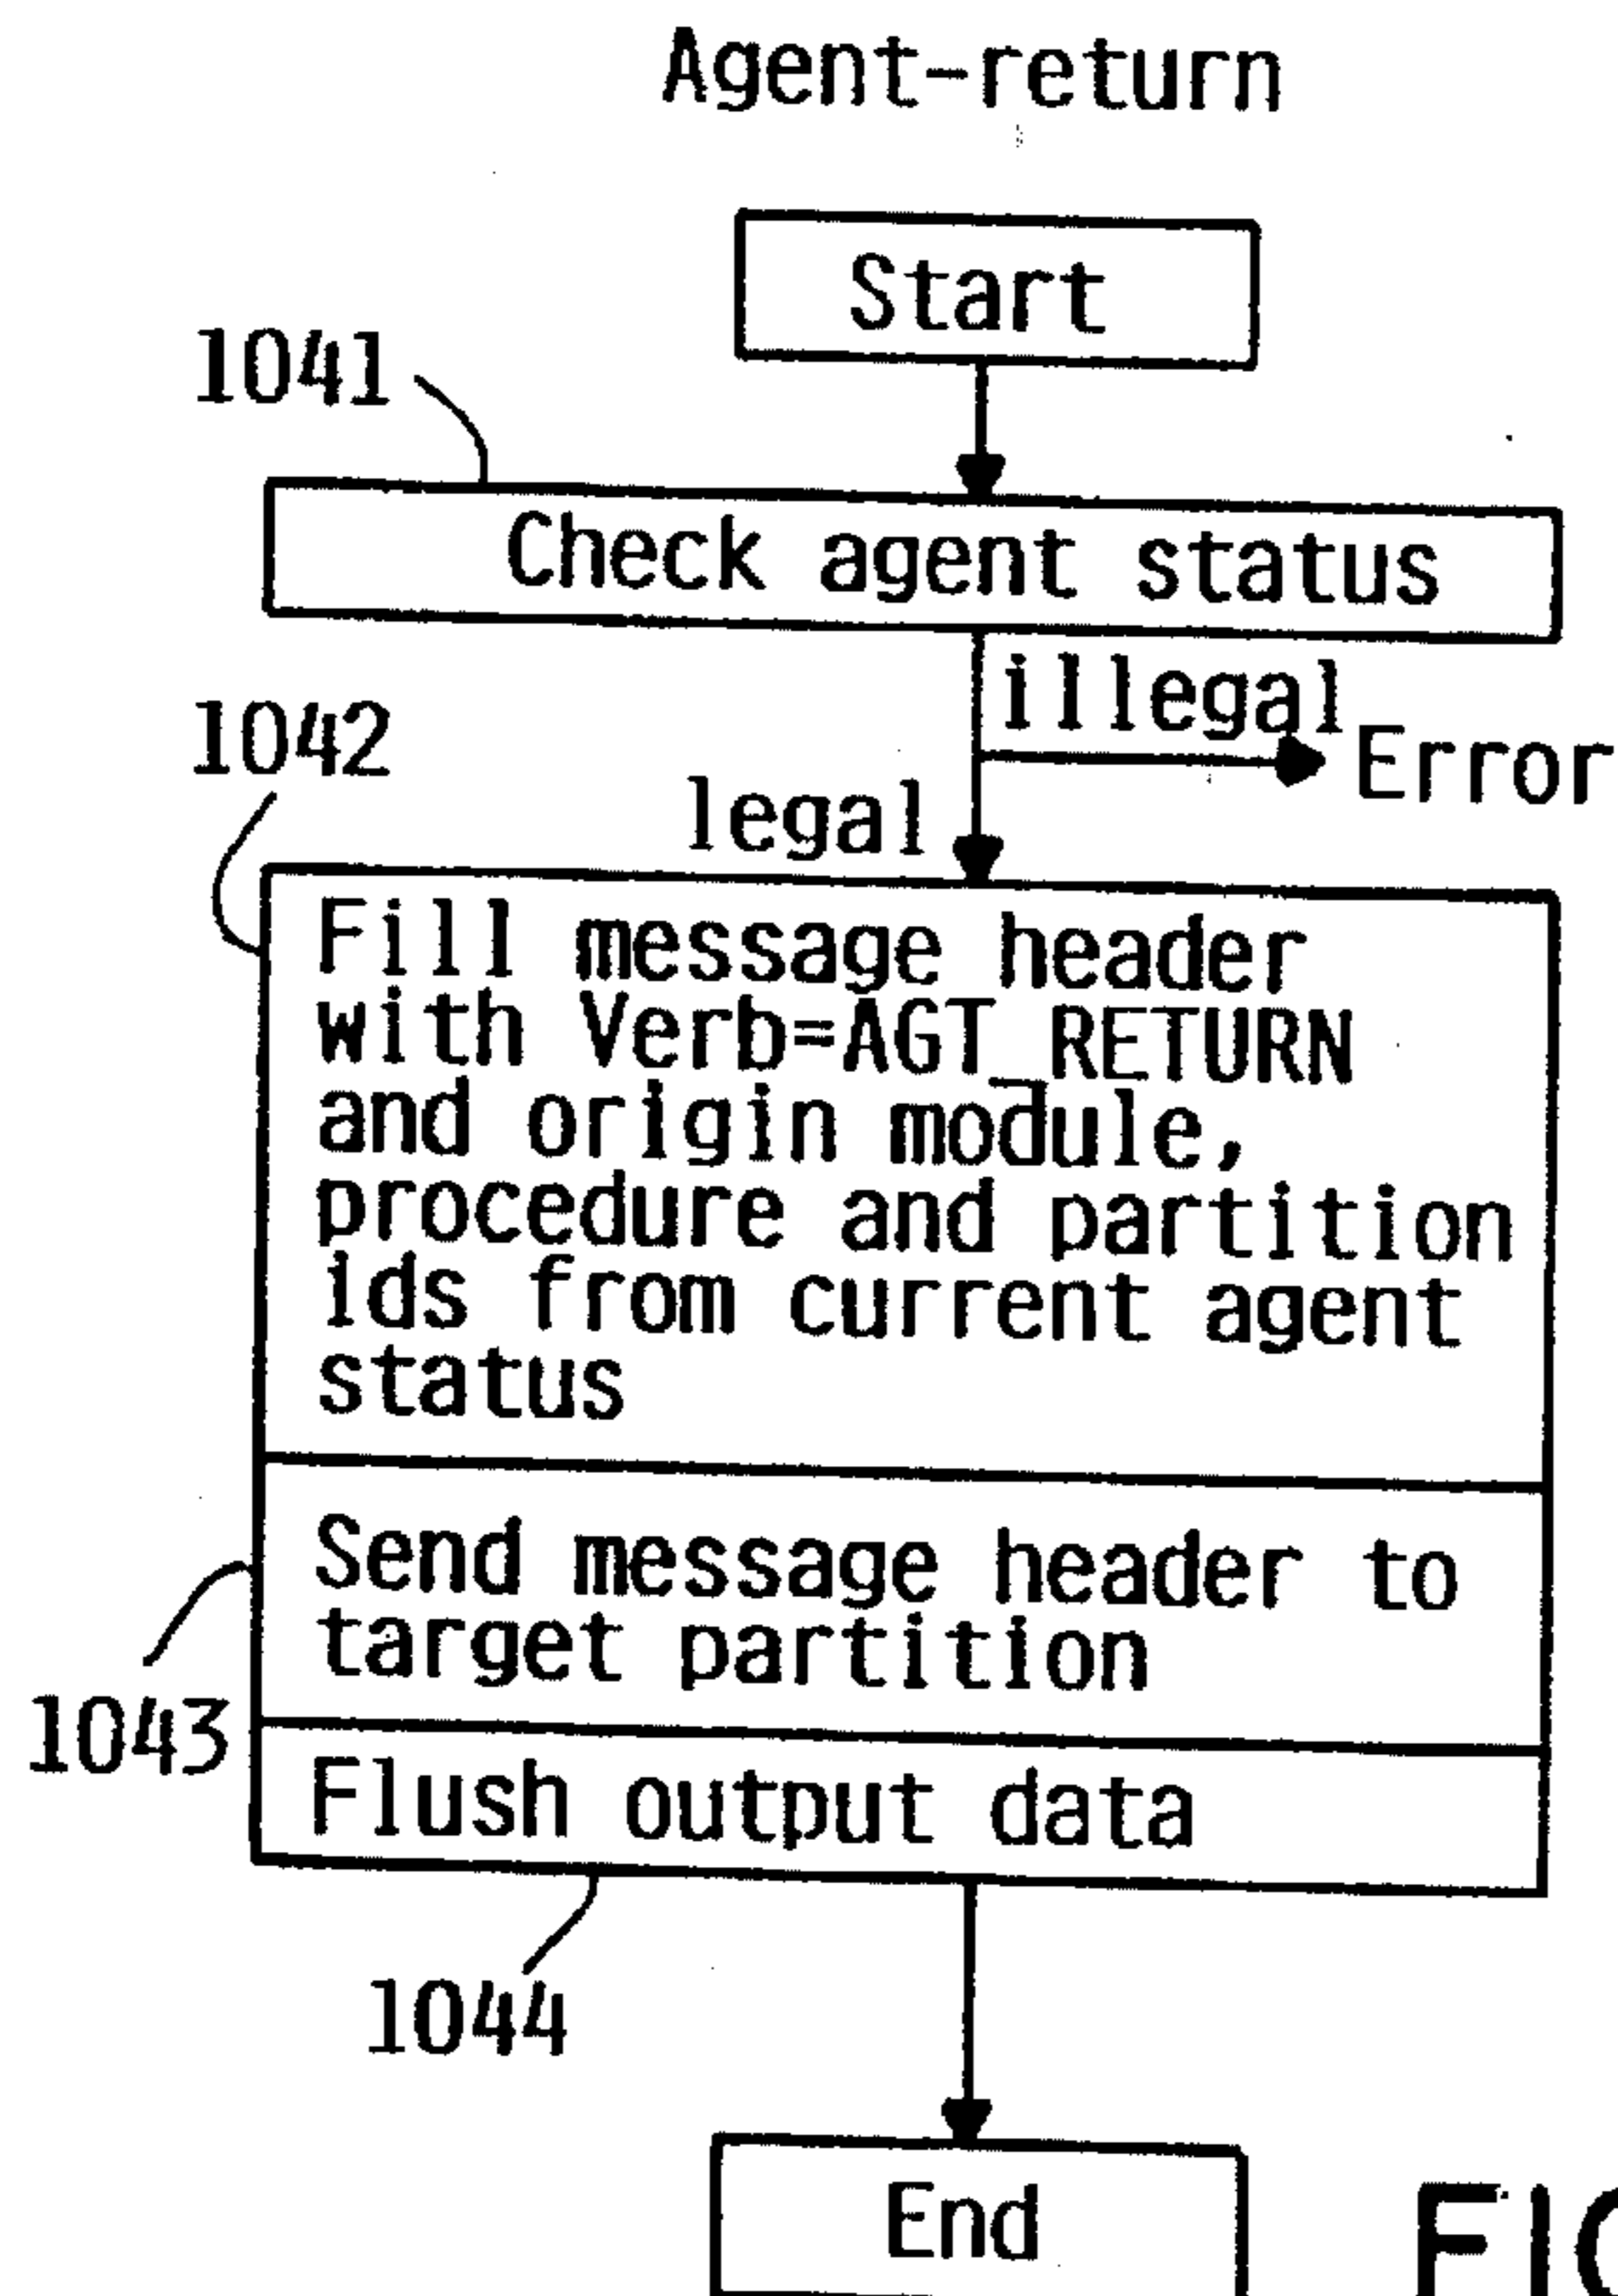 Agent-return
Start
1041
Check agent status
illegal
Error
1042
legal
Fill message header
with Verb=AGT_RETURN
and origin module,
procedure and partition
ids from current agent
status
Send message header to
target partition
1043
Flush output data
1044
End